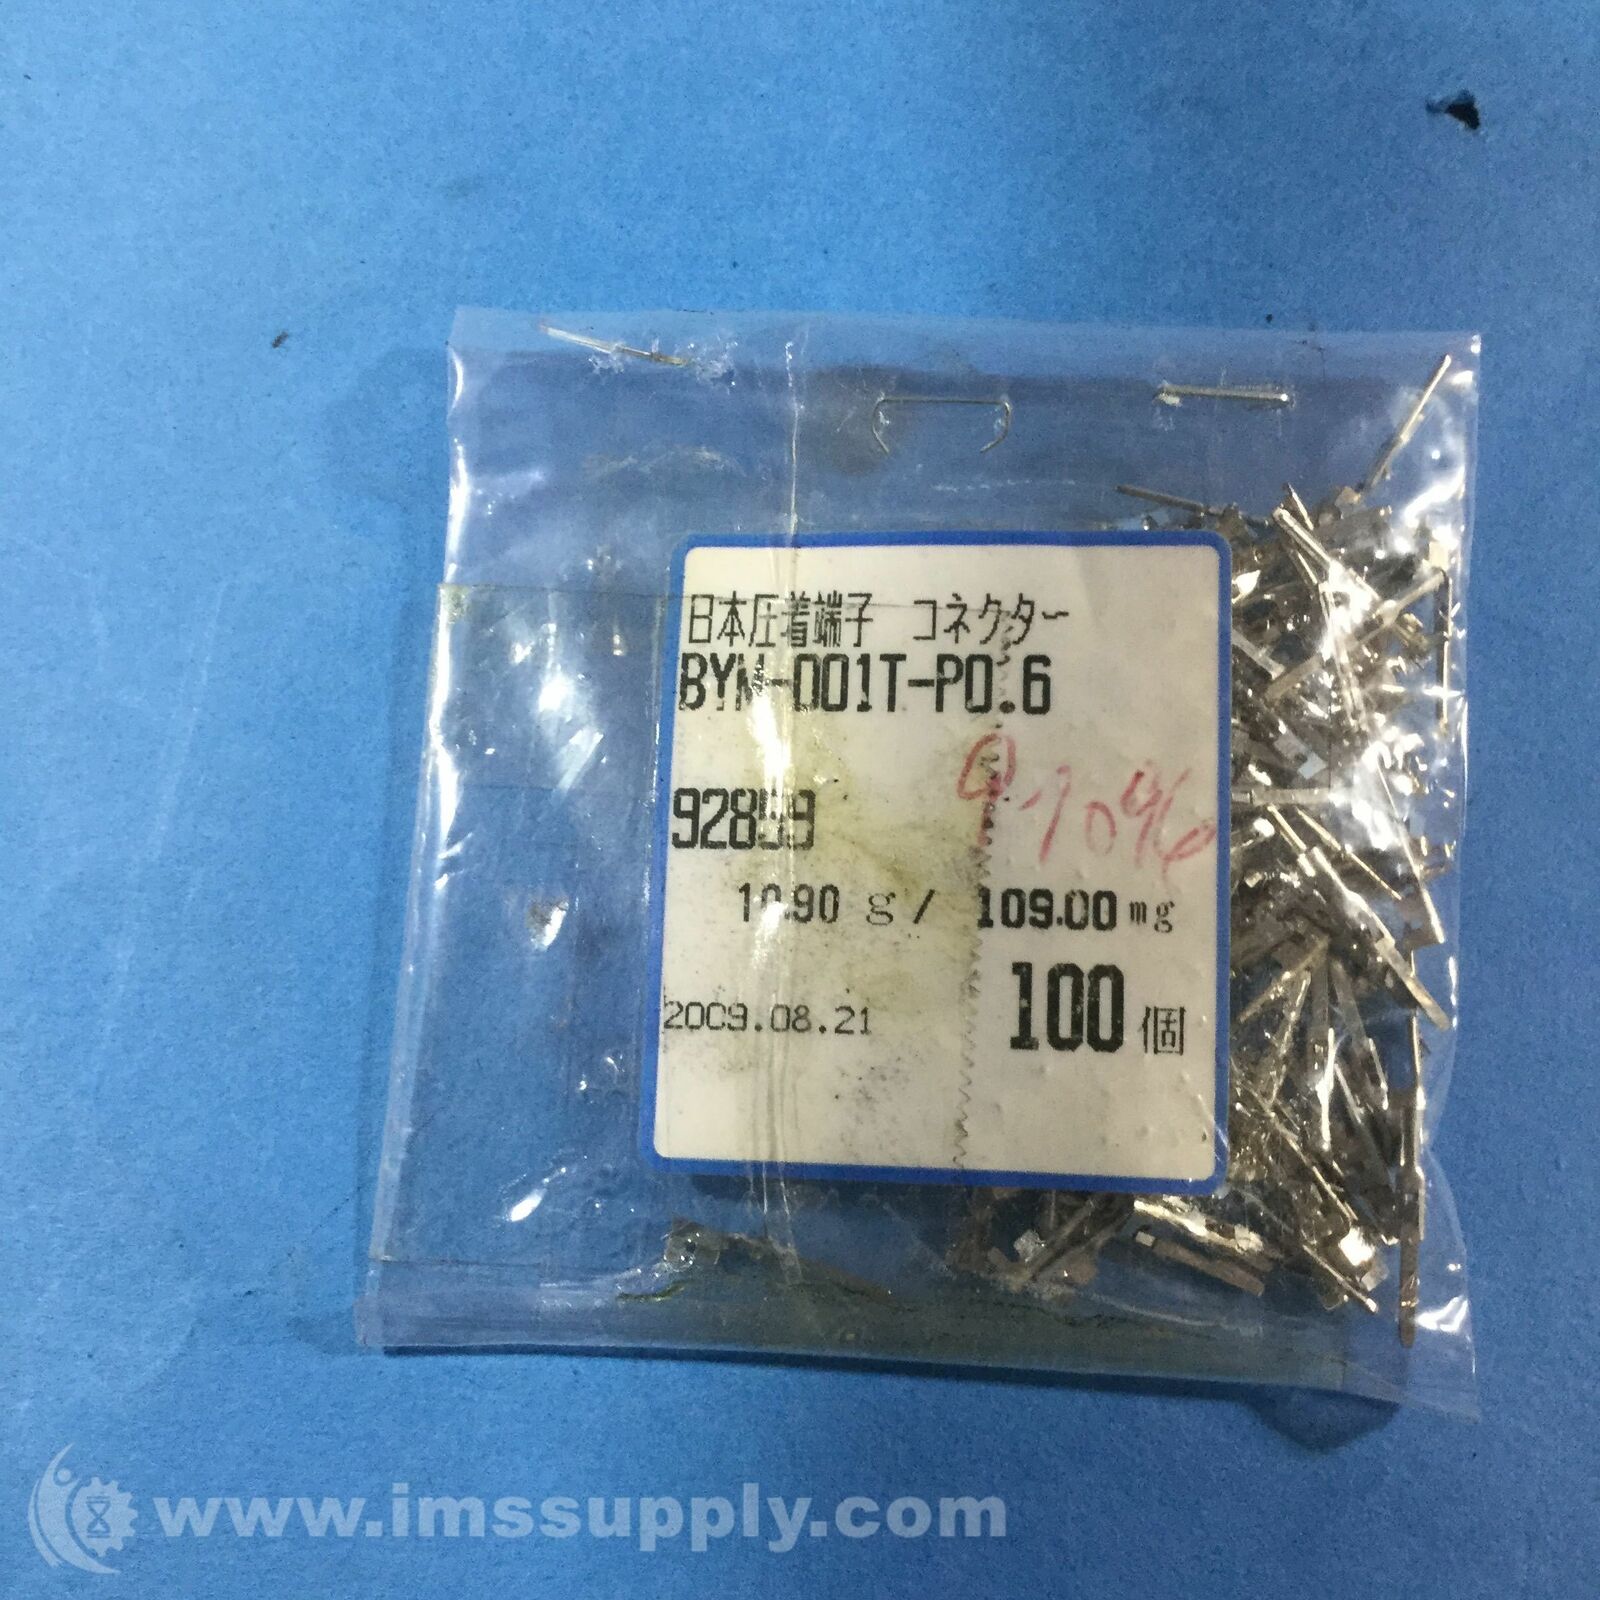 日本圧着端子 コネクター
BYM-001T-P0.6
92859
10.90 g / 109.00 mg
2009.08.21
100 個
www.imssupply.com